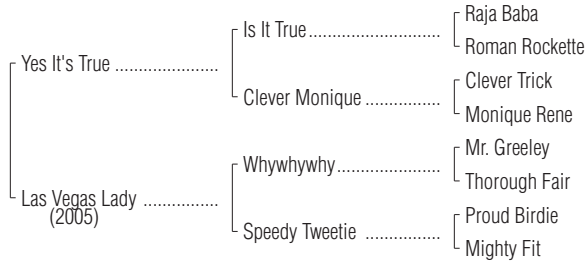 Raja Baba
Is It True
Roman Rockette
Yes It's True
Clever Trick
Clever Monique
Monique Rene
Mr. Greeley
Whywhywhy
Thorough Fair
Las Vegas Lady
(2005)
Proud Birdie
Speedy Tweetie
Mighty Fit